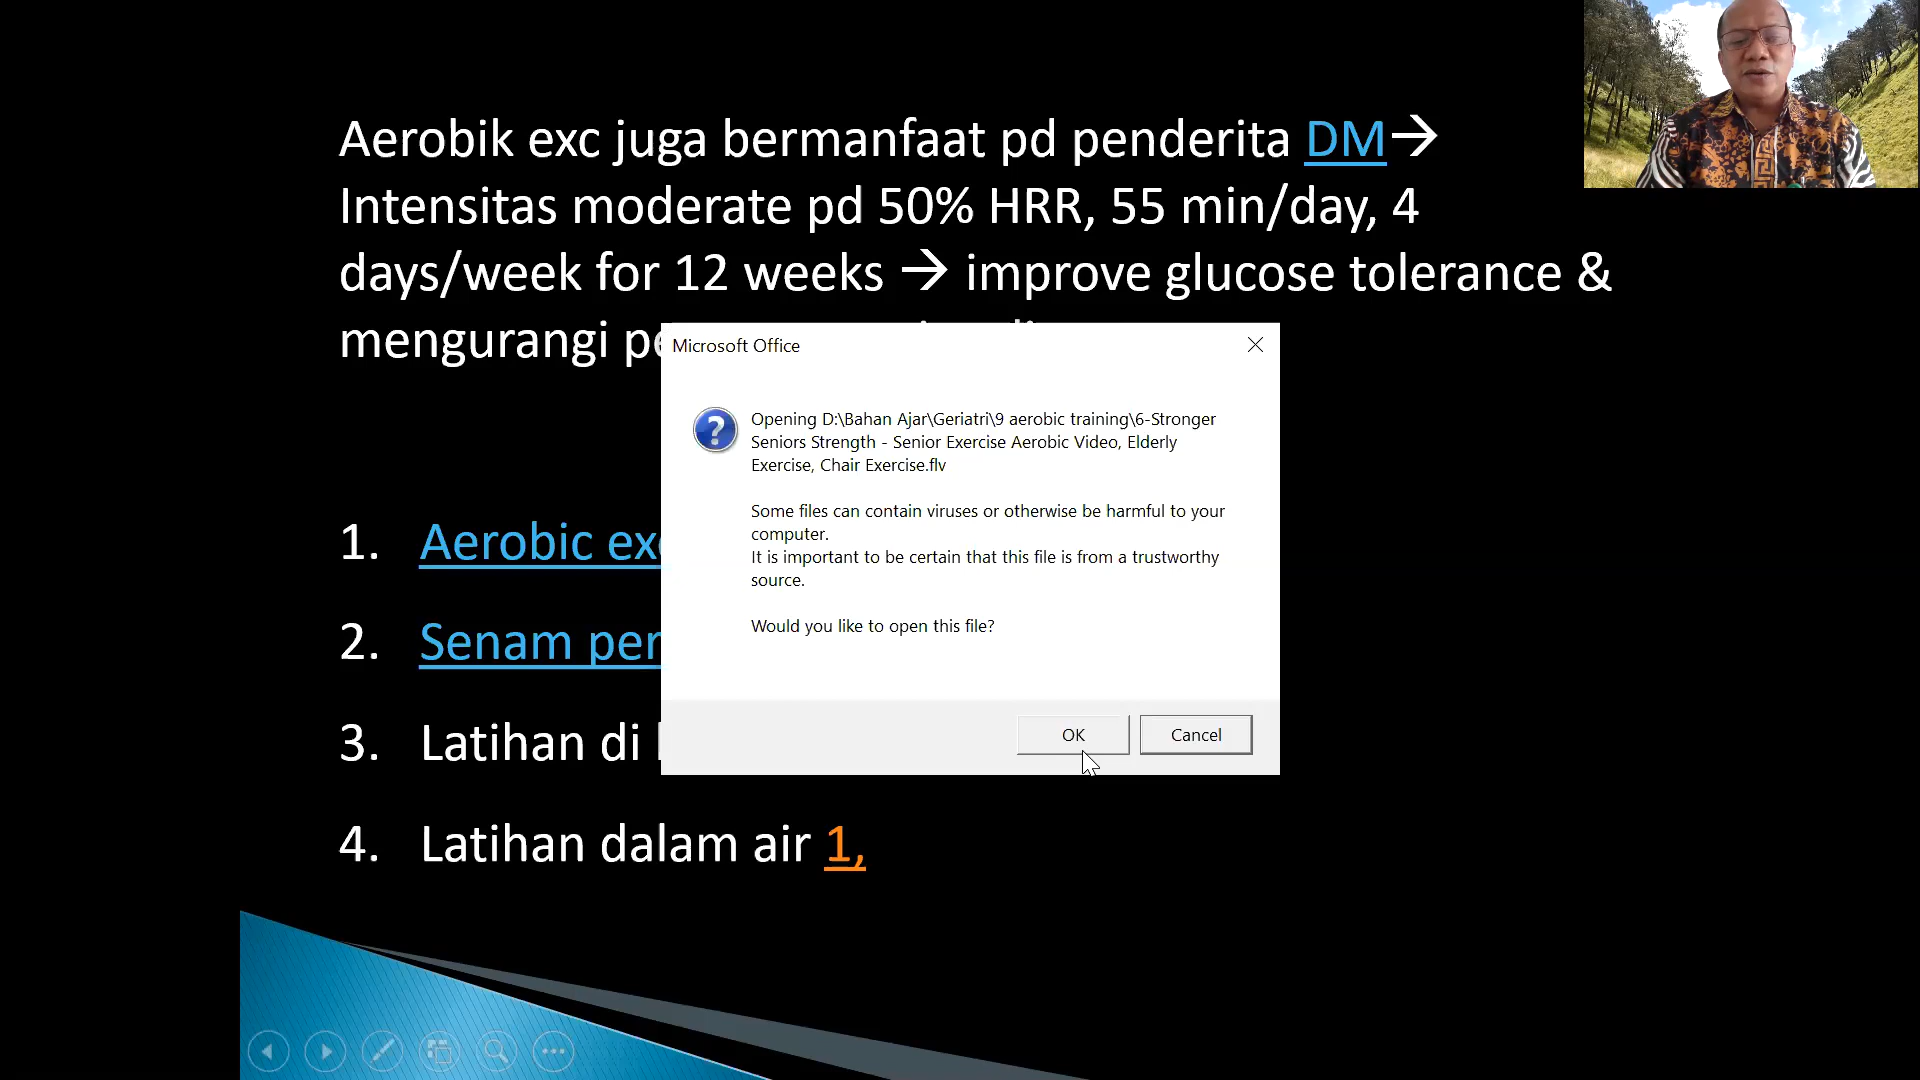 Aerobik exc juga bermanfaat pd penderita DM→
Intensitas moderate pd 50% HRR, 55 min/day, 4
days/week for 12 weeks → improve glucose tolerance &
mengurangi
Microsoft Office
Opening D:\Bahan Ajar\Geriatri\9 aerobic training\6-Stronger
Seniors Strength - Senior Exercise Aerobic Video, Elderly
Exercise, Chair Exercise.flv
Some files can contain viruses or otherwise be harmful to your
computer.
It is important to be certain that this file is from a trustworthy
source.
Would you like to open this file?
OK
Cancel
1. Aerobic
2. Senam
3. Latihan di
4. Latihan dalam air 1,